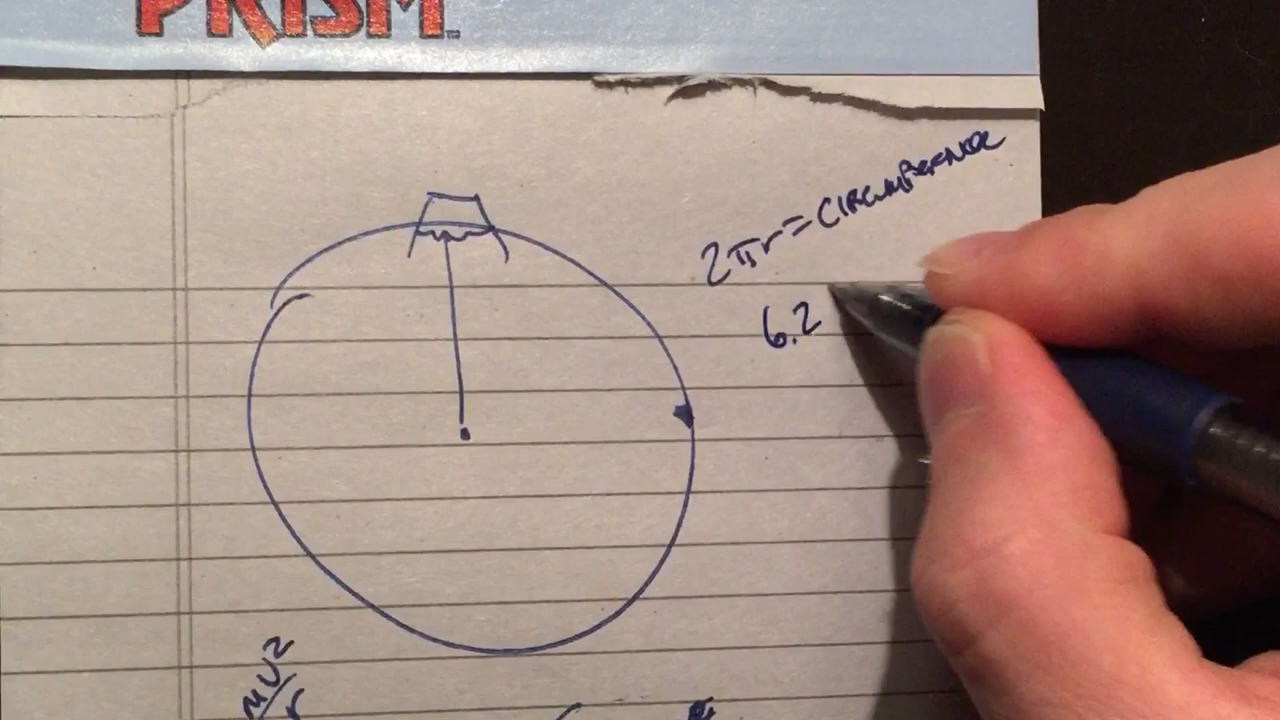 PRISM
2πr = CIRCUMFERENCE
6.2
mv²/r